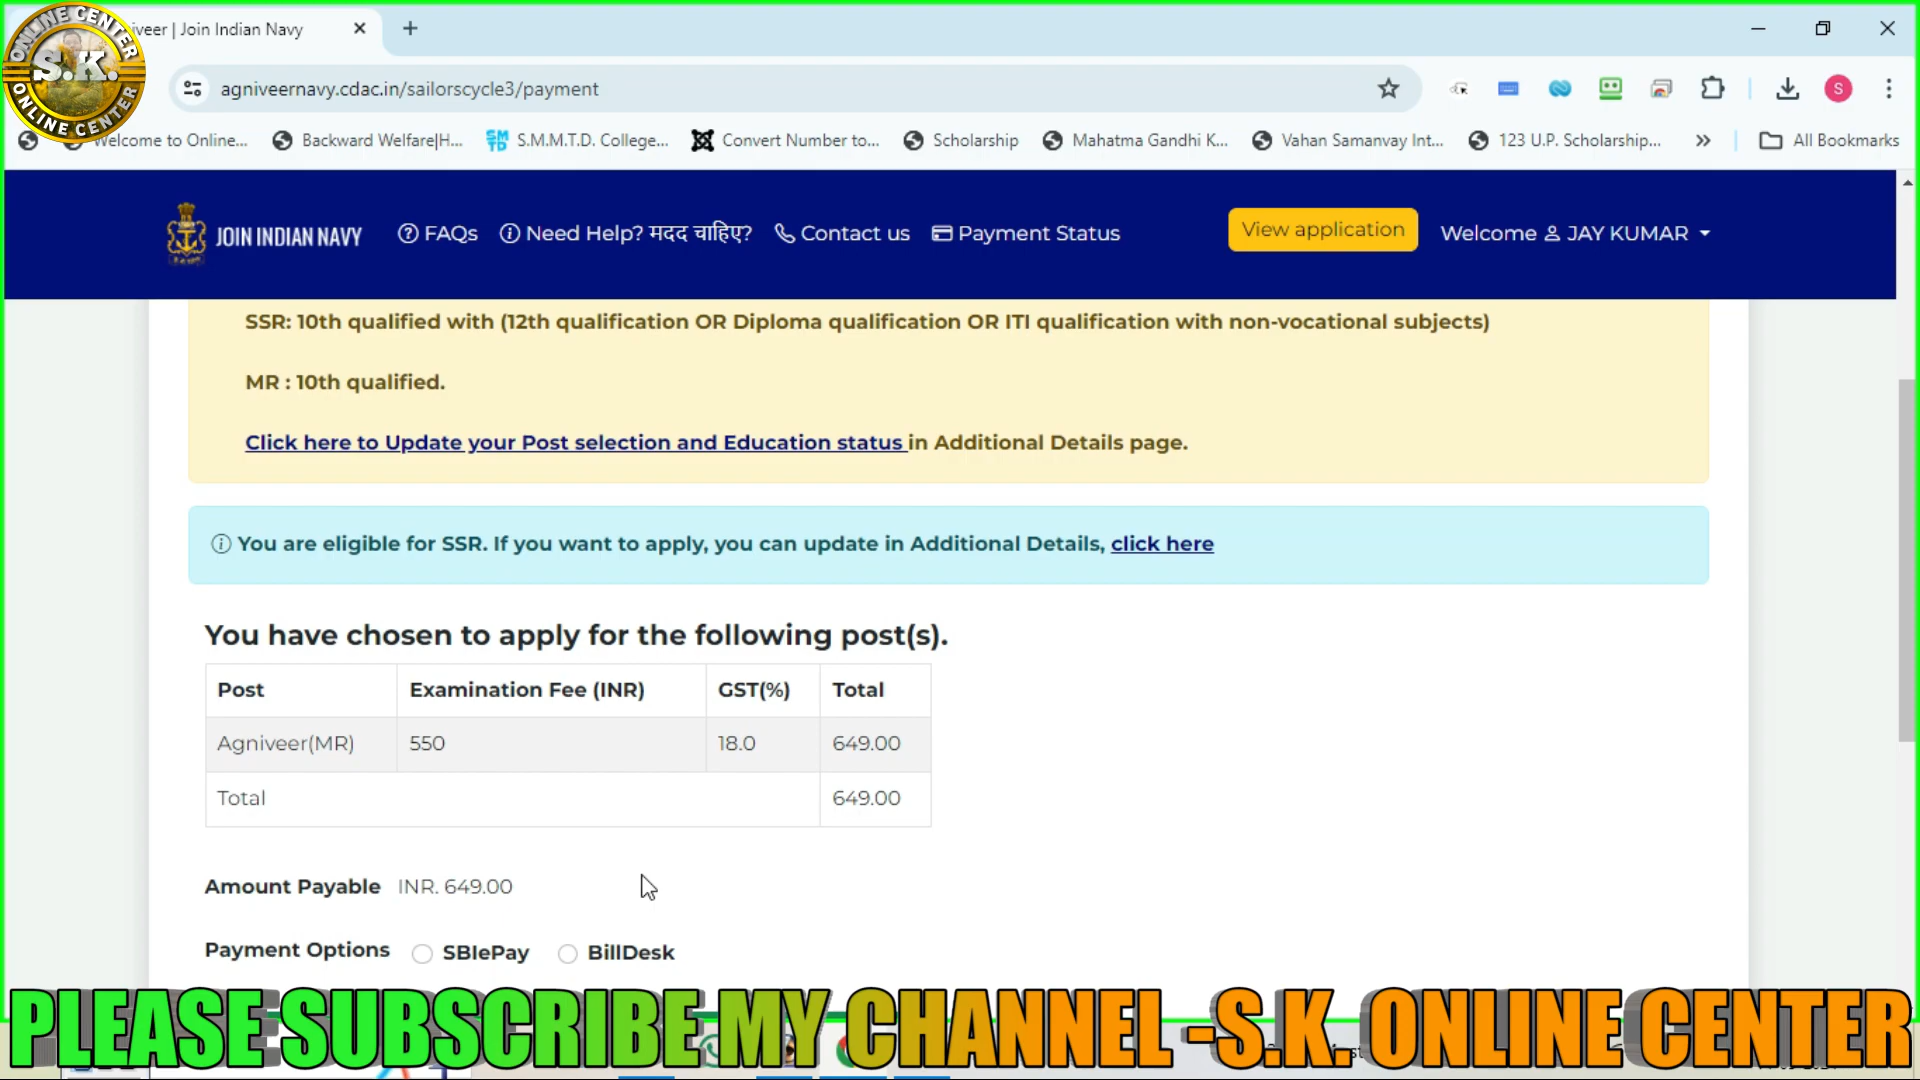 ONLINE CENTER
S.K.
ONLINE CENTER
iveer | Join Indian Navy
agniveernavy.cdac.in/sailorscycle3/payment
S
Welcome to Online...
Backward Welfare|H...
S.M.M.T.D. College...
Convert Number to...
Scholarship
Mahatma Gandhi K...
Vahan Samanvay Int...
123 U.P. Scholarship...
All Bookmarks
JOIN INDIAN NAVY
FAQs
Need Help? मदद चाहिए?
Contact us
Payment Status
View application
Welcome JAY KUMAR
SSR: 10th qualified with (12th qualification OR Diploma qualification OR ITI qualification with non-vocational subjects)
MR : 10th qualified.
Click here to Update your Post selection and Education status in Additional Details page.
You are eligible for SSR. If you want to apply, you can update in Additional Details, click here
You have chosen to apply for the following post(s).
Post Examination Fee (INR) GST(%) Total
Agniveer(MR) 550 18.0 649.00
Total 649.00
Amount Payable INR. 649.00
Payment Options SBIePay BillDesk
PLEASE SUBSCRIBE MY CHANNEL -S.K. ONLINE CENTER